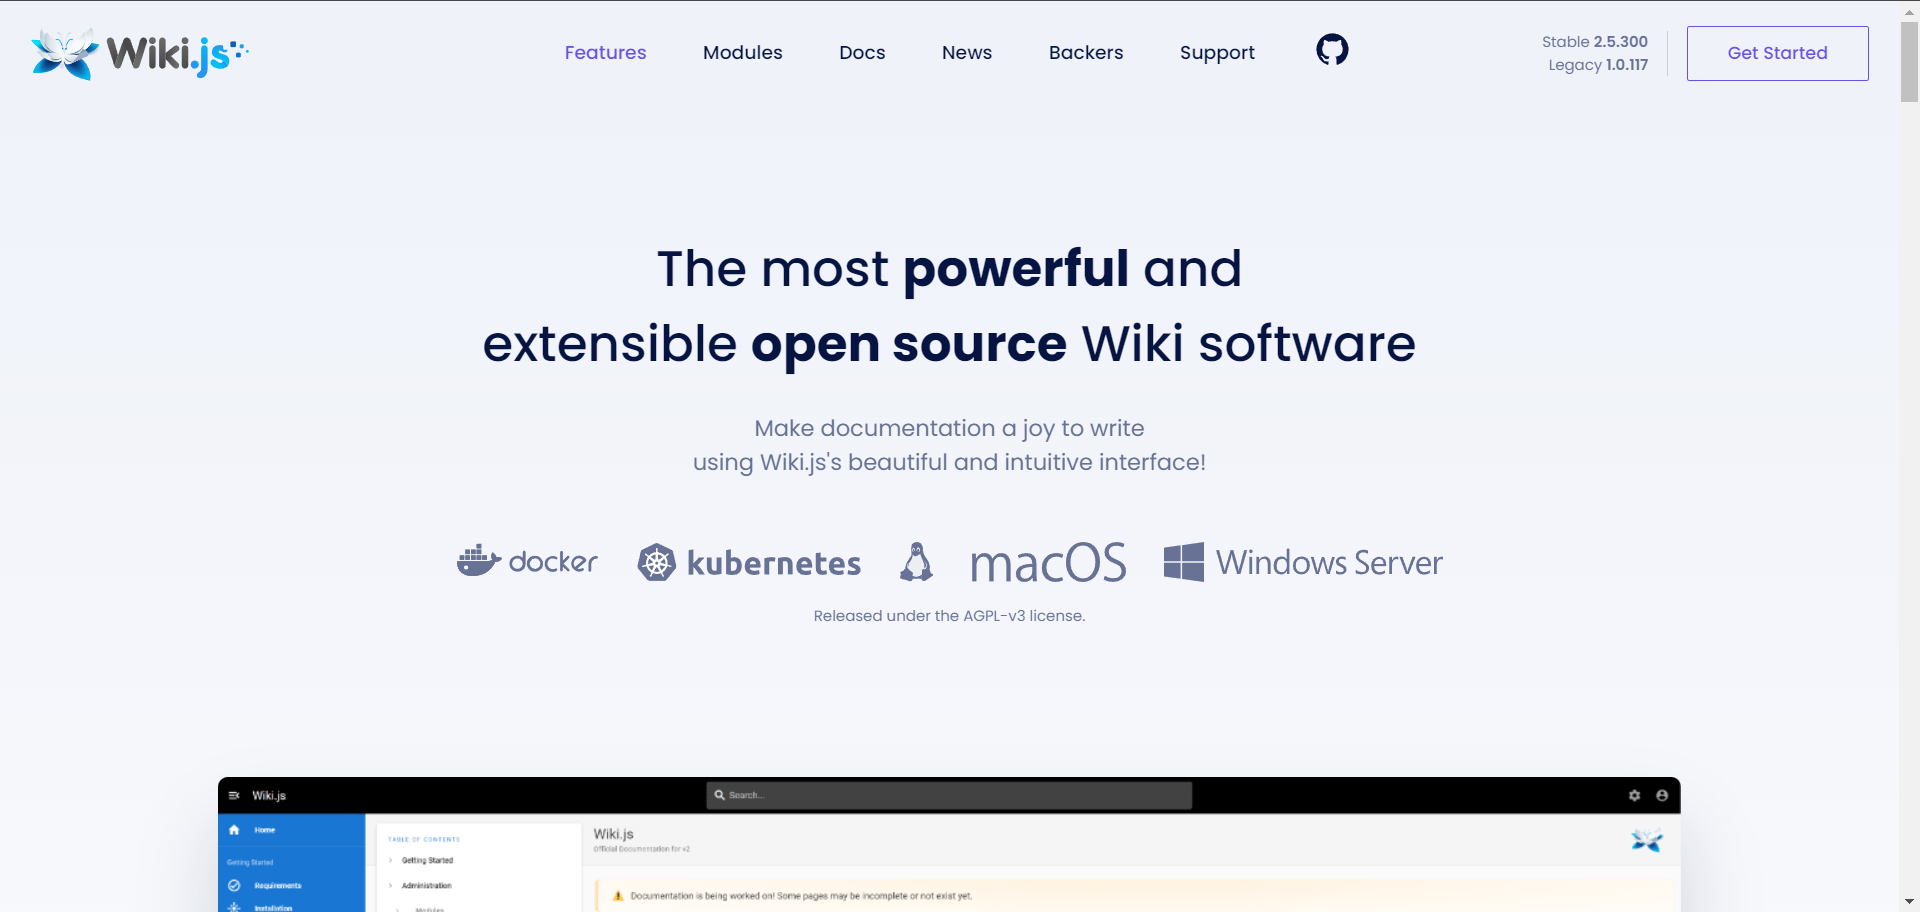 Wiki.js
Features
Modules
Docs
News
Backers
Support
Stable 2.5.300
Legacy 1.0.117
Get Started
The most powerful and
extensible open source Wiki software
Make documentation a joy to write
using Wiki.js's beautiful and intuitive interface!
docker
kubernetes
macOS
Windows Server
Released under the AGPL-v3 license.
Wiki.js
Search...
Home
Getting Started
Requirements
Installation
TABLE OF CONTENTS
Getting Started
Administration
Modules
Wiki.js
Official Documentation for v2
Documentation is being worked on! Some pages may be incomplete or not exist yet.